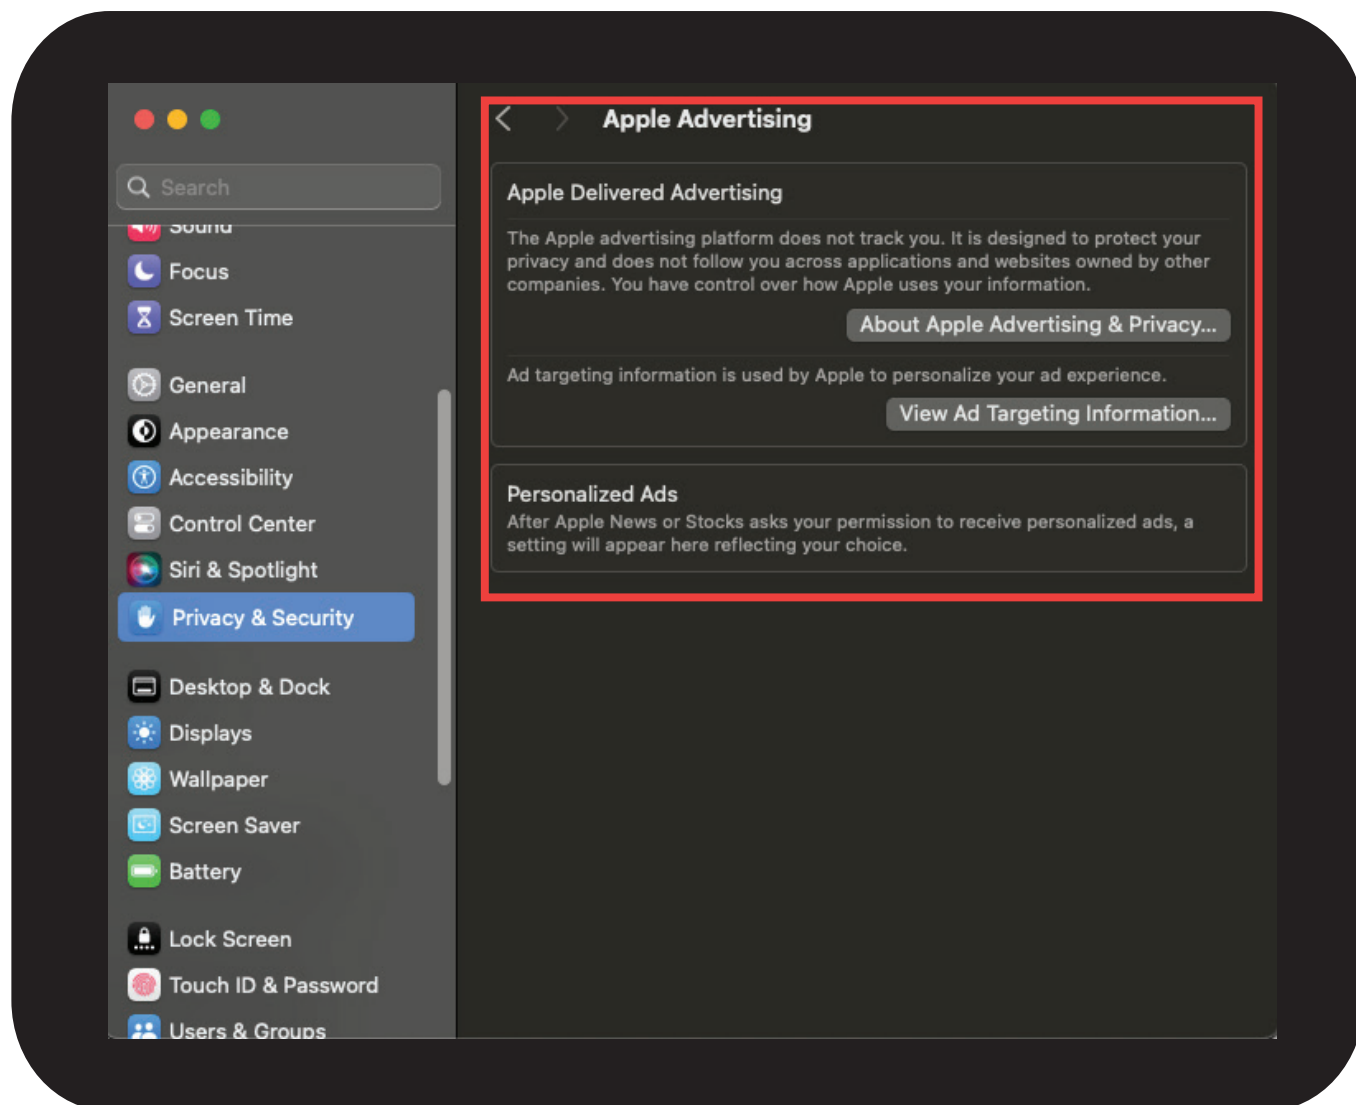 Search
Sound
Focus
Screen Time
General
Appearance
Accessibility
Control Center
Siri & Spotlight
Privacy & Security
Desktop & Dock
Displays
Wallpaper
Screen Saver
Battery
Lock Screen
Touch ID & Password
Users & Groups
Apple Advertising
Apple Delivered Advertising
The Apple advertising platform does not track you. It is designed to protect your
privacy and does not follow you across applications and websites owned by other
companies. You have control over how Apple uses your information.
About Apple Advertising & Privacy...
Ad targeting information is used by Apple to personalize your ad experience.
View Ad Targeting Information...
Personalized Ads
After Apple News or Stocks asks your permission to receive personalized ads, a
setting will appear here reflecting your choice.